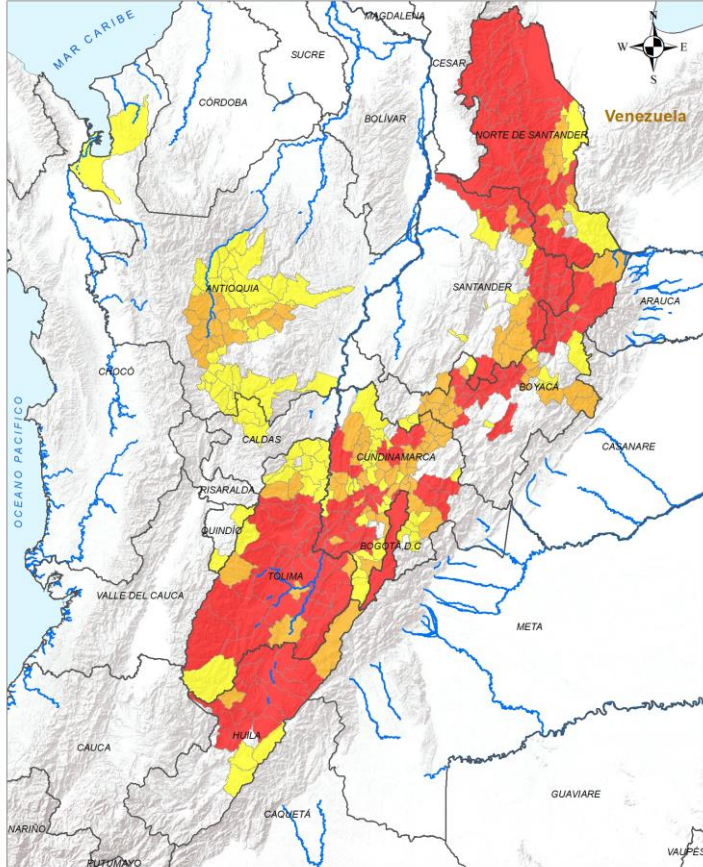 MAGDALENA
N
W E
S
MAR CARIBE
SUCRE
CESAR
CÓRDOBA
BOLÍVAR
Venezuela
NORTE DE SANTANDER
ANTIOQUIA
SANTANDER
ARAUCA
CHOCÓ
BOYACÁ
CALDAS
CUNDINAMARCA
CASANARE
OCEANO PACIFICO
RISARALDA
QUINDÍO
BOGOTÁ, D.C
TOLIMA
VALLE DEL CAUCA
META
HUILA
CAUCA
CAQUETÁ
GUAVIARE
NARIÑO
PUTUMAYO
VAUPÉS